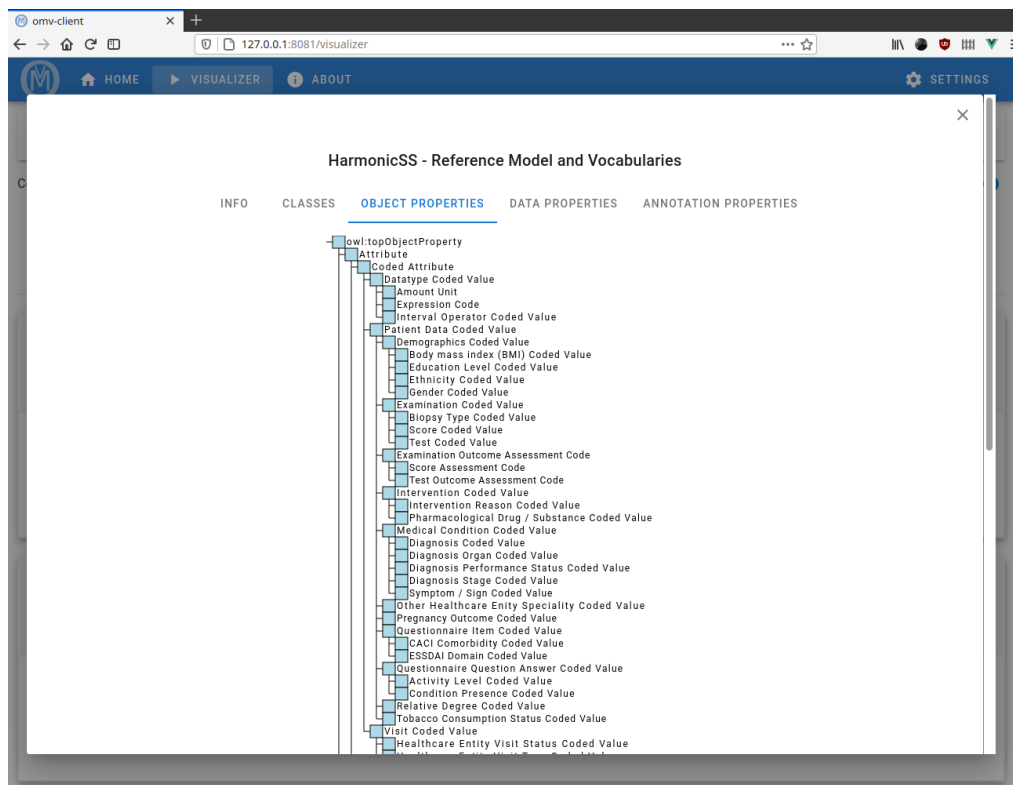 omv-client
127.0.0.1:8081/visualizer
HOME
VISUALIZER
ABOUT
SETTINGS
HarmonicSS - Reference Model and Vocabularies
INFO
CLASSES
OBJECT PROPERTIES
DATA PROPERTIES
ANNOTATION PROPERTIES
owl:topObjectProperty
Attribute
Coded Attribute
Datatype Coded Value
Amount Unit
Expression Code
Interval Operator Coded Value
Patient Data Coded Value
Demographics Coded Value
Body mass index (BMI) Coded Value
Education Level Coded Value
Ethnicity Coded Value
Gender Coded Value
Examination Coded Value
Biopsy Type Coded Value
Score Coded Value
Test Coded Value
Examination Outcome Assessment Code
Score Assessment Code
Test Outcome Assessment Code
Intervention Coded Value
Intervention Reason Coded Value
Pharmacological Drug / Substance Coded Value
Medical Condition Coded Value
Diagnosis Coded Value
Diagnosis Organ Coded Value
Diagnosis Performance Status Coded Value
Diagnosis Stage Coded Value
Symptom / Sign Coded Value
Other Healthcare Enity Speciality Coded Value
Pregnancy Outcome Coded Value
Questionnaire Item Coded Value
CACI Comorbidity Coded Value
ESSDAI Domain Coded Value
Questionnaire Question Answer Coded Value
Activity Level Coded Value
Condition Presence Coded Value
Relative Degree Coded Value
Tobacco Consumption Status Coded Value
Visit Coded Value
Healthcare Entity Visit Status Coded Value